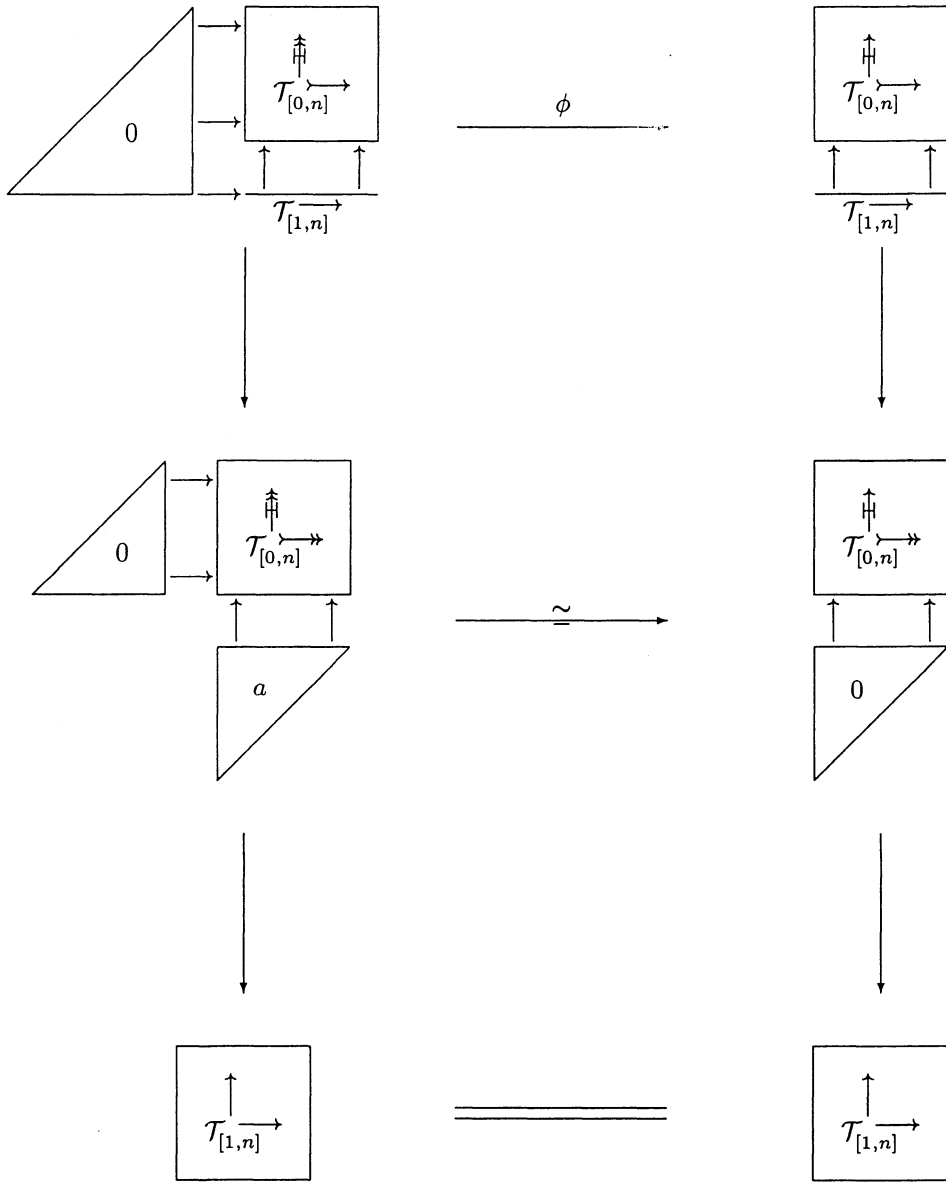 0 𝒯[0,n] ϕ 𝒯[0,n]
𝒯[1,n] 𝒯[1,n]
0 𝒯[0,n] ≅ 𝒯[0,n]
a 0
𝒯[1,n] 𝒯[1,n]